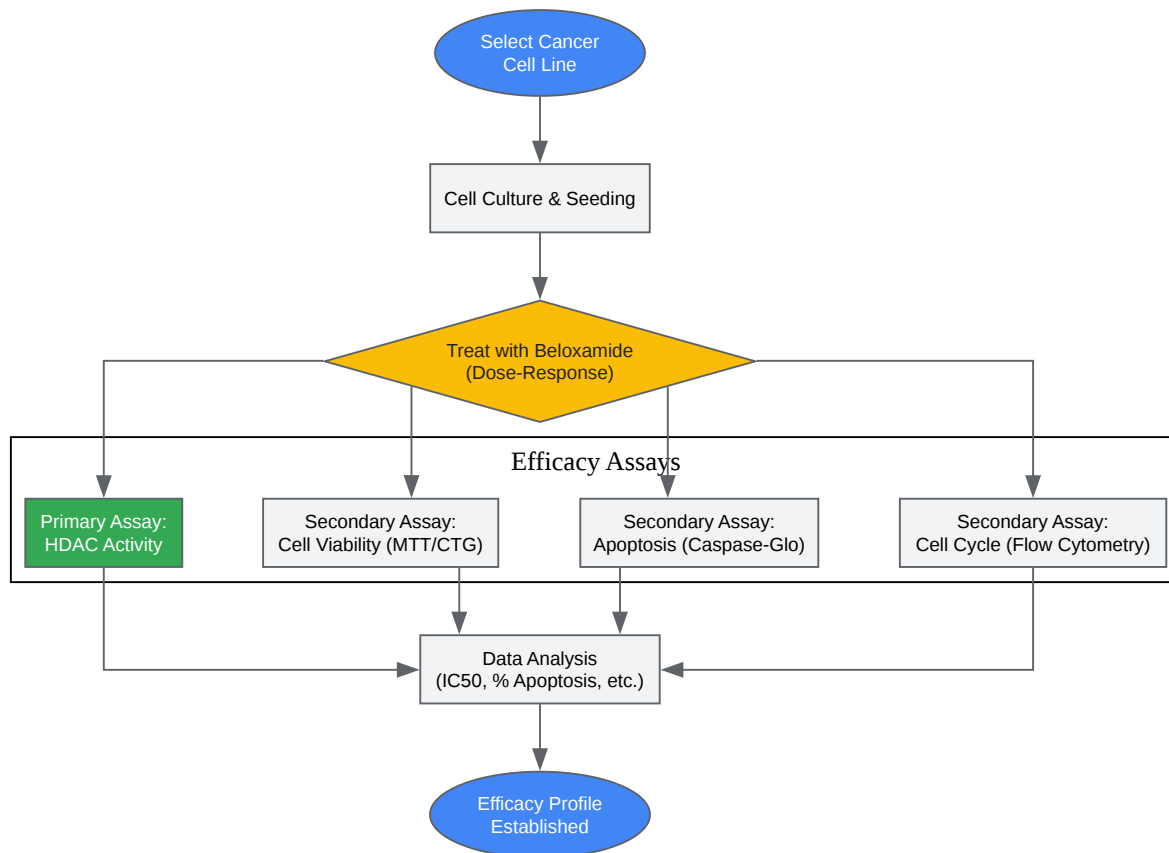 Select Cancer
Cell Line
Cell Culture & Seeding
Treat with Beloxamide
(Dose-Response)
Efficacy Assays
Primary Assay:
HDAC Activity
Secondary Assay:
Cell Viability (MTT/CTG)
Secondary Assay:
Apoptosis (Caspase-Glo)
Secondary Assay:
Cell Cycle (Flow Cytometry)
Data Analysis
(IC50, % Apoptosis, etc.)
Efficacy Profile
Established